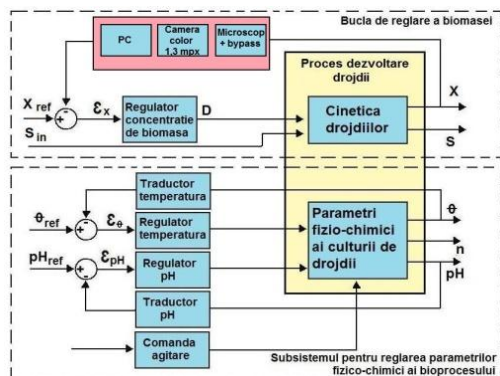 Bucla de reglare a biomasei
PC
Camera
color
1,3 mpx
Microscop
+ bypass
Proces dezvoltare
drojdii
X ref
+
-
εx
Regulator
concentratie de
biomasa
D
Cinetica
drojdiilor
X
S in
S
Traductor
temperatura
θref
+
-
εθ
Regulator
temperatura
Parametri
fizio-chimici
ai culturii de
drojdii
θ
n
pHref
+
-
εpH
Regulator
pH
pH
Traductor
pH
Comanda
agitare
Subsistemul pentru reglarea parametrilor
fizico-chimici ai bioprocesului